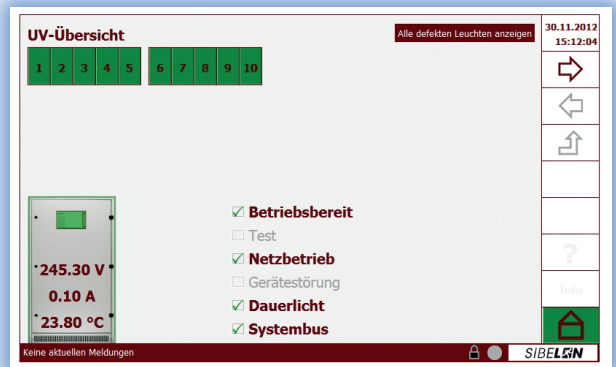 UV-Übersicht
Alle defekten Leuchten anzeigen
30.11.2012
15:12:04
1 2 3 4 5 6 7 8 9 10
Betriebsbereit
Test
Netzbetrieb
Gerätestörung
Dauerlicht
Systembus
245.30 V
0.10 A
23.80 °C
?
Info
Keine aktuellen Meldungen
SIBELON